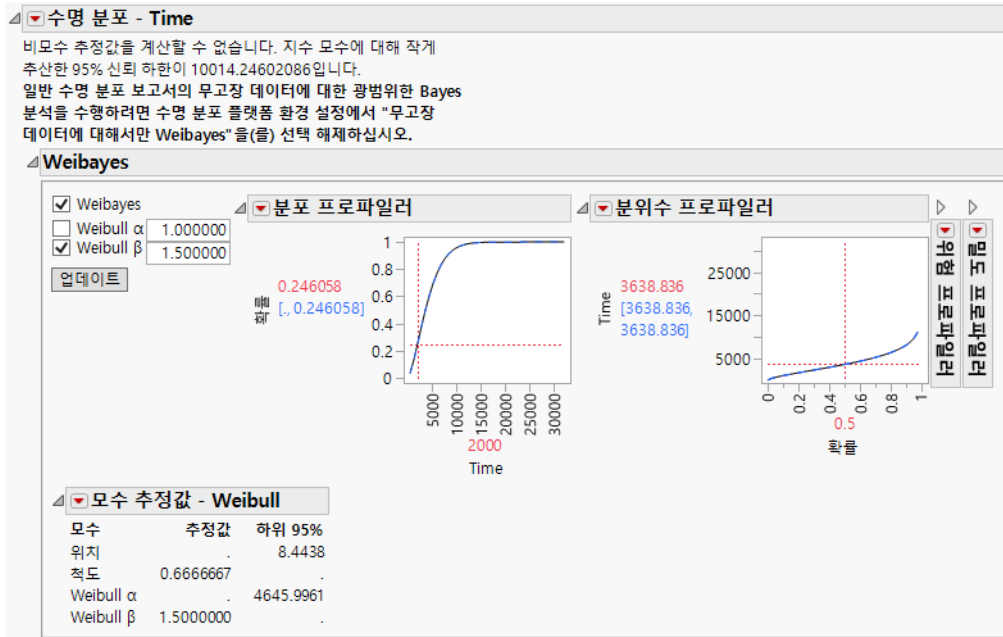 수명 분포 - Time
비모수 추정값을 계산할 수 없습니다. 지수 모수에 대해 작게
추산한 95% 신뢰 하한이 10014.24602086입니다.
일반 수명 분포 보고서의 무고장 데이터에 대한 광범위한 Bayes
분석을 수행하려면 수명 분포 플랫폼 환경 설정에서 "무고장
데이터에 대해서만 Weibayes"을(를) 선택 해제하십시오.
Weibayes
Weibayes
Weibull α 1.000000
Weibull β 1.500000
업데이트
분포 프로파일러
확률
0.246058
[., 0.246058]
1
0.8
0.6
0.4
0.2
0
5000
10000
15000
20000
25000
30000
2000
Time
분위수 프로파일러
Time
3638.836
[3638.836,
3638.836]
25000
15000
5000
0
0.2
0.4
0.6
0.8
1
0.5
확률
위험 프로파일러
밀도 프로파일러
모수 추정값 - Weibull
모수 추정값 하위 95%
위치 . 8.4438
척도 0.6666667 .
Weibull α . 4645.9961
Weibull β 1.5000000 .